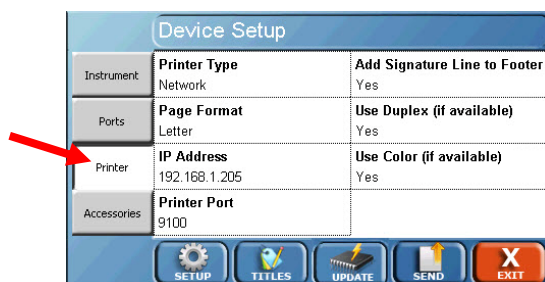 Device Setup
Instrument
Ports
Printer
Accessories
Printer Type
Network
Add Signature Line to Footer
Yes
Page Format
Letter
Use Duplex (if available)
Yes
IP Address
192.168.1.205
Use Color (if available)
Yes
Printer Port
9100
SETUP
TITLES
UPDATE
SEND
X
EXIT